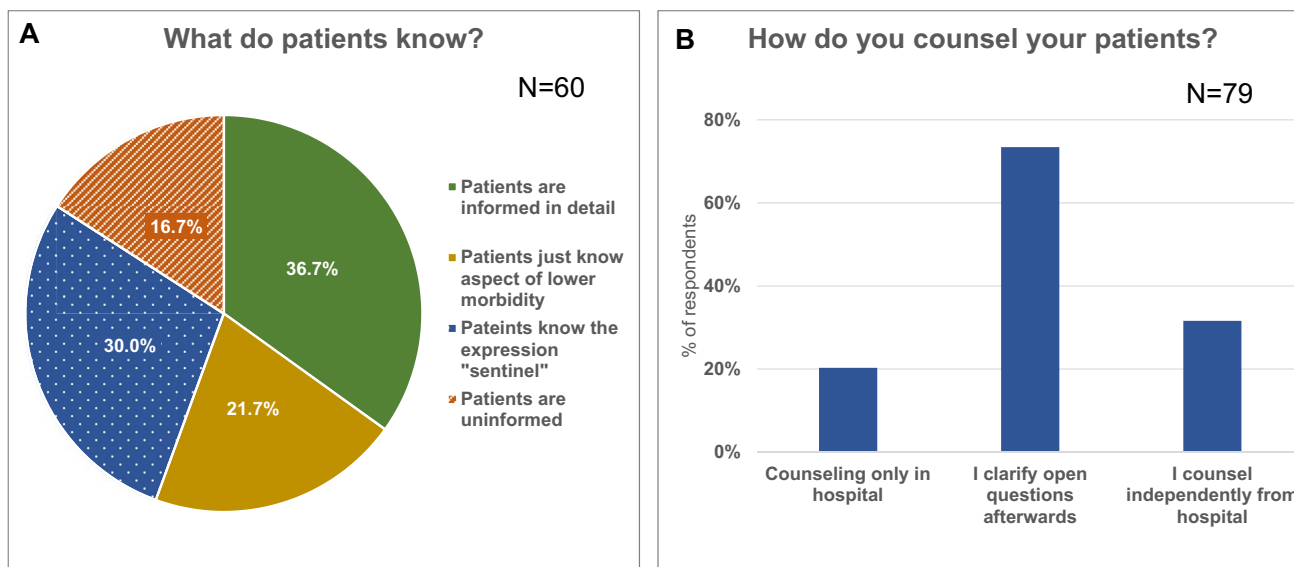 A
What do patients know?
N=60
16.7%
36.7%
30.0%
21.7%
Patients are
informed in detail
Patients just know
aspect of lower
morbidity
Pateints know the
expression
"sentinel"
Patients are
uninformed
B
How do you counsel your patients?
N=79
% of respondents
80%
60%
40%
20%
0%
Counseling only in
hospital
I clarify open
questions
afterwards
I counsel
independently from
hospital